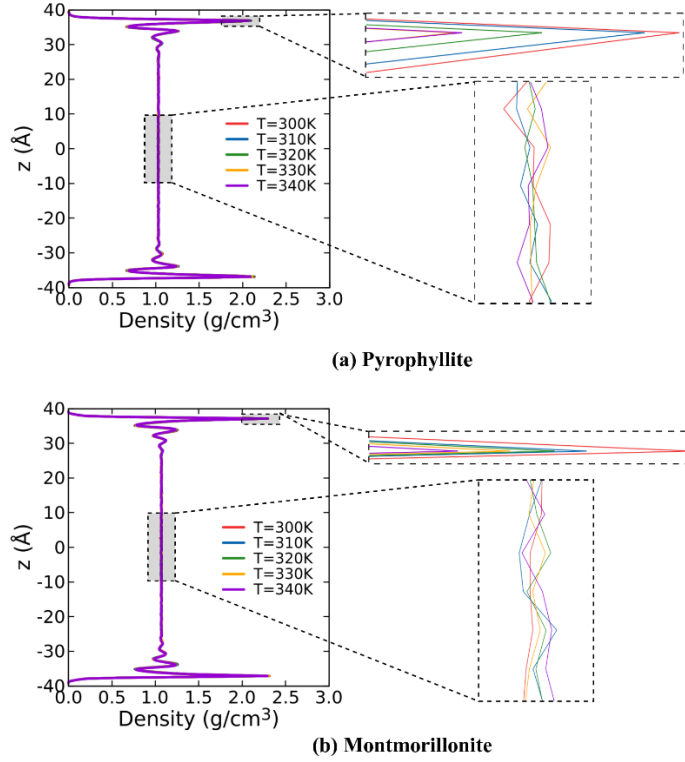 40
30
20
10
0
-10
-20
-30
-40
z (Å)
T=300K
T=310K
T=320K
T=330K
T=340K
0.0 0.5 1.0 1.5 2.0 2.5 3.0
Density (g/cm³)
(a) Pyrophyllite
40
30
20
10
0
-10
-20
-30
-40
z (Å)
T=300K
T=310K
T=320K
T=330K
T=340K
0.0 0.5 1.0 1.5 2.0 2.5 3.0
Density (g/cm³)
(b) Montmorillonite